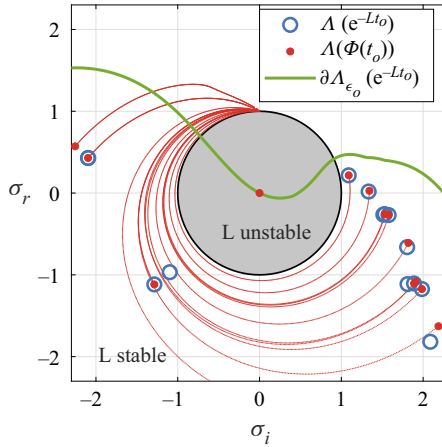 Λ (e^{-Lt_o})
Λ(Φ(t_o))
∂Λ_{ϵ_o} (e^{-Lt_o})
2
1
σ_r
0
L unstable
−1
L stable
−2
−2
−1
0
1
2
σ_i